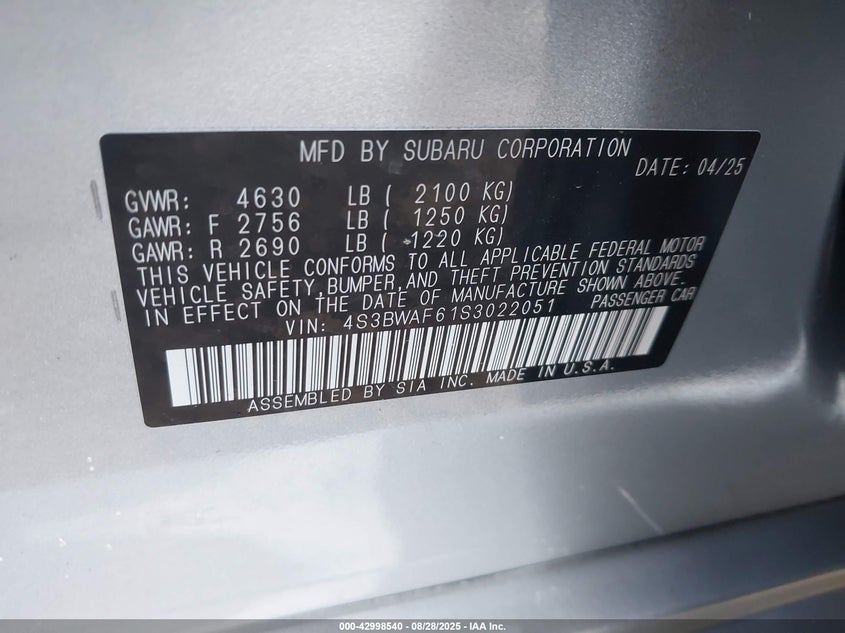 MFD BY SUBARU CORPORATION
DATE: 04/25
GVWR: 4630 LB ( 2100 KG)
GAWR: F 2756 LB ( 1250 KG)
GAWR: R 2690 LB ( 1220 KG)
THIS VEHICLE CONFORMS TO ALL APPLICABLE FEDERAL MOTOR
VEHICLE SAFETY,BUMPER,AND THEFT PREVENTION STANDARDS
IN EFFECT ON THE DATE OF MANUFACTURE SHOWN ABOVE.
VIN: 4S3BWAF61S3022051 PASSENGER CAR
ASSEMBLED BY SIA INC. MADE IN U.S.A.
000-42998540 - 08/28/2025 - IAA Inc.